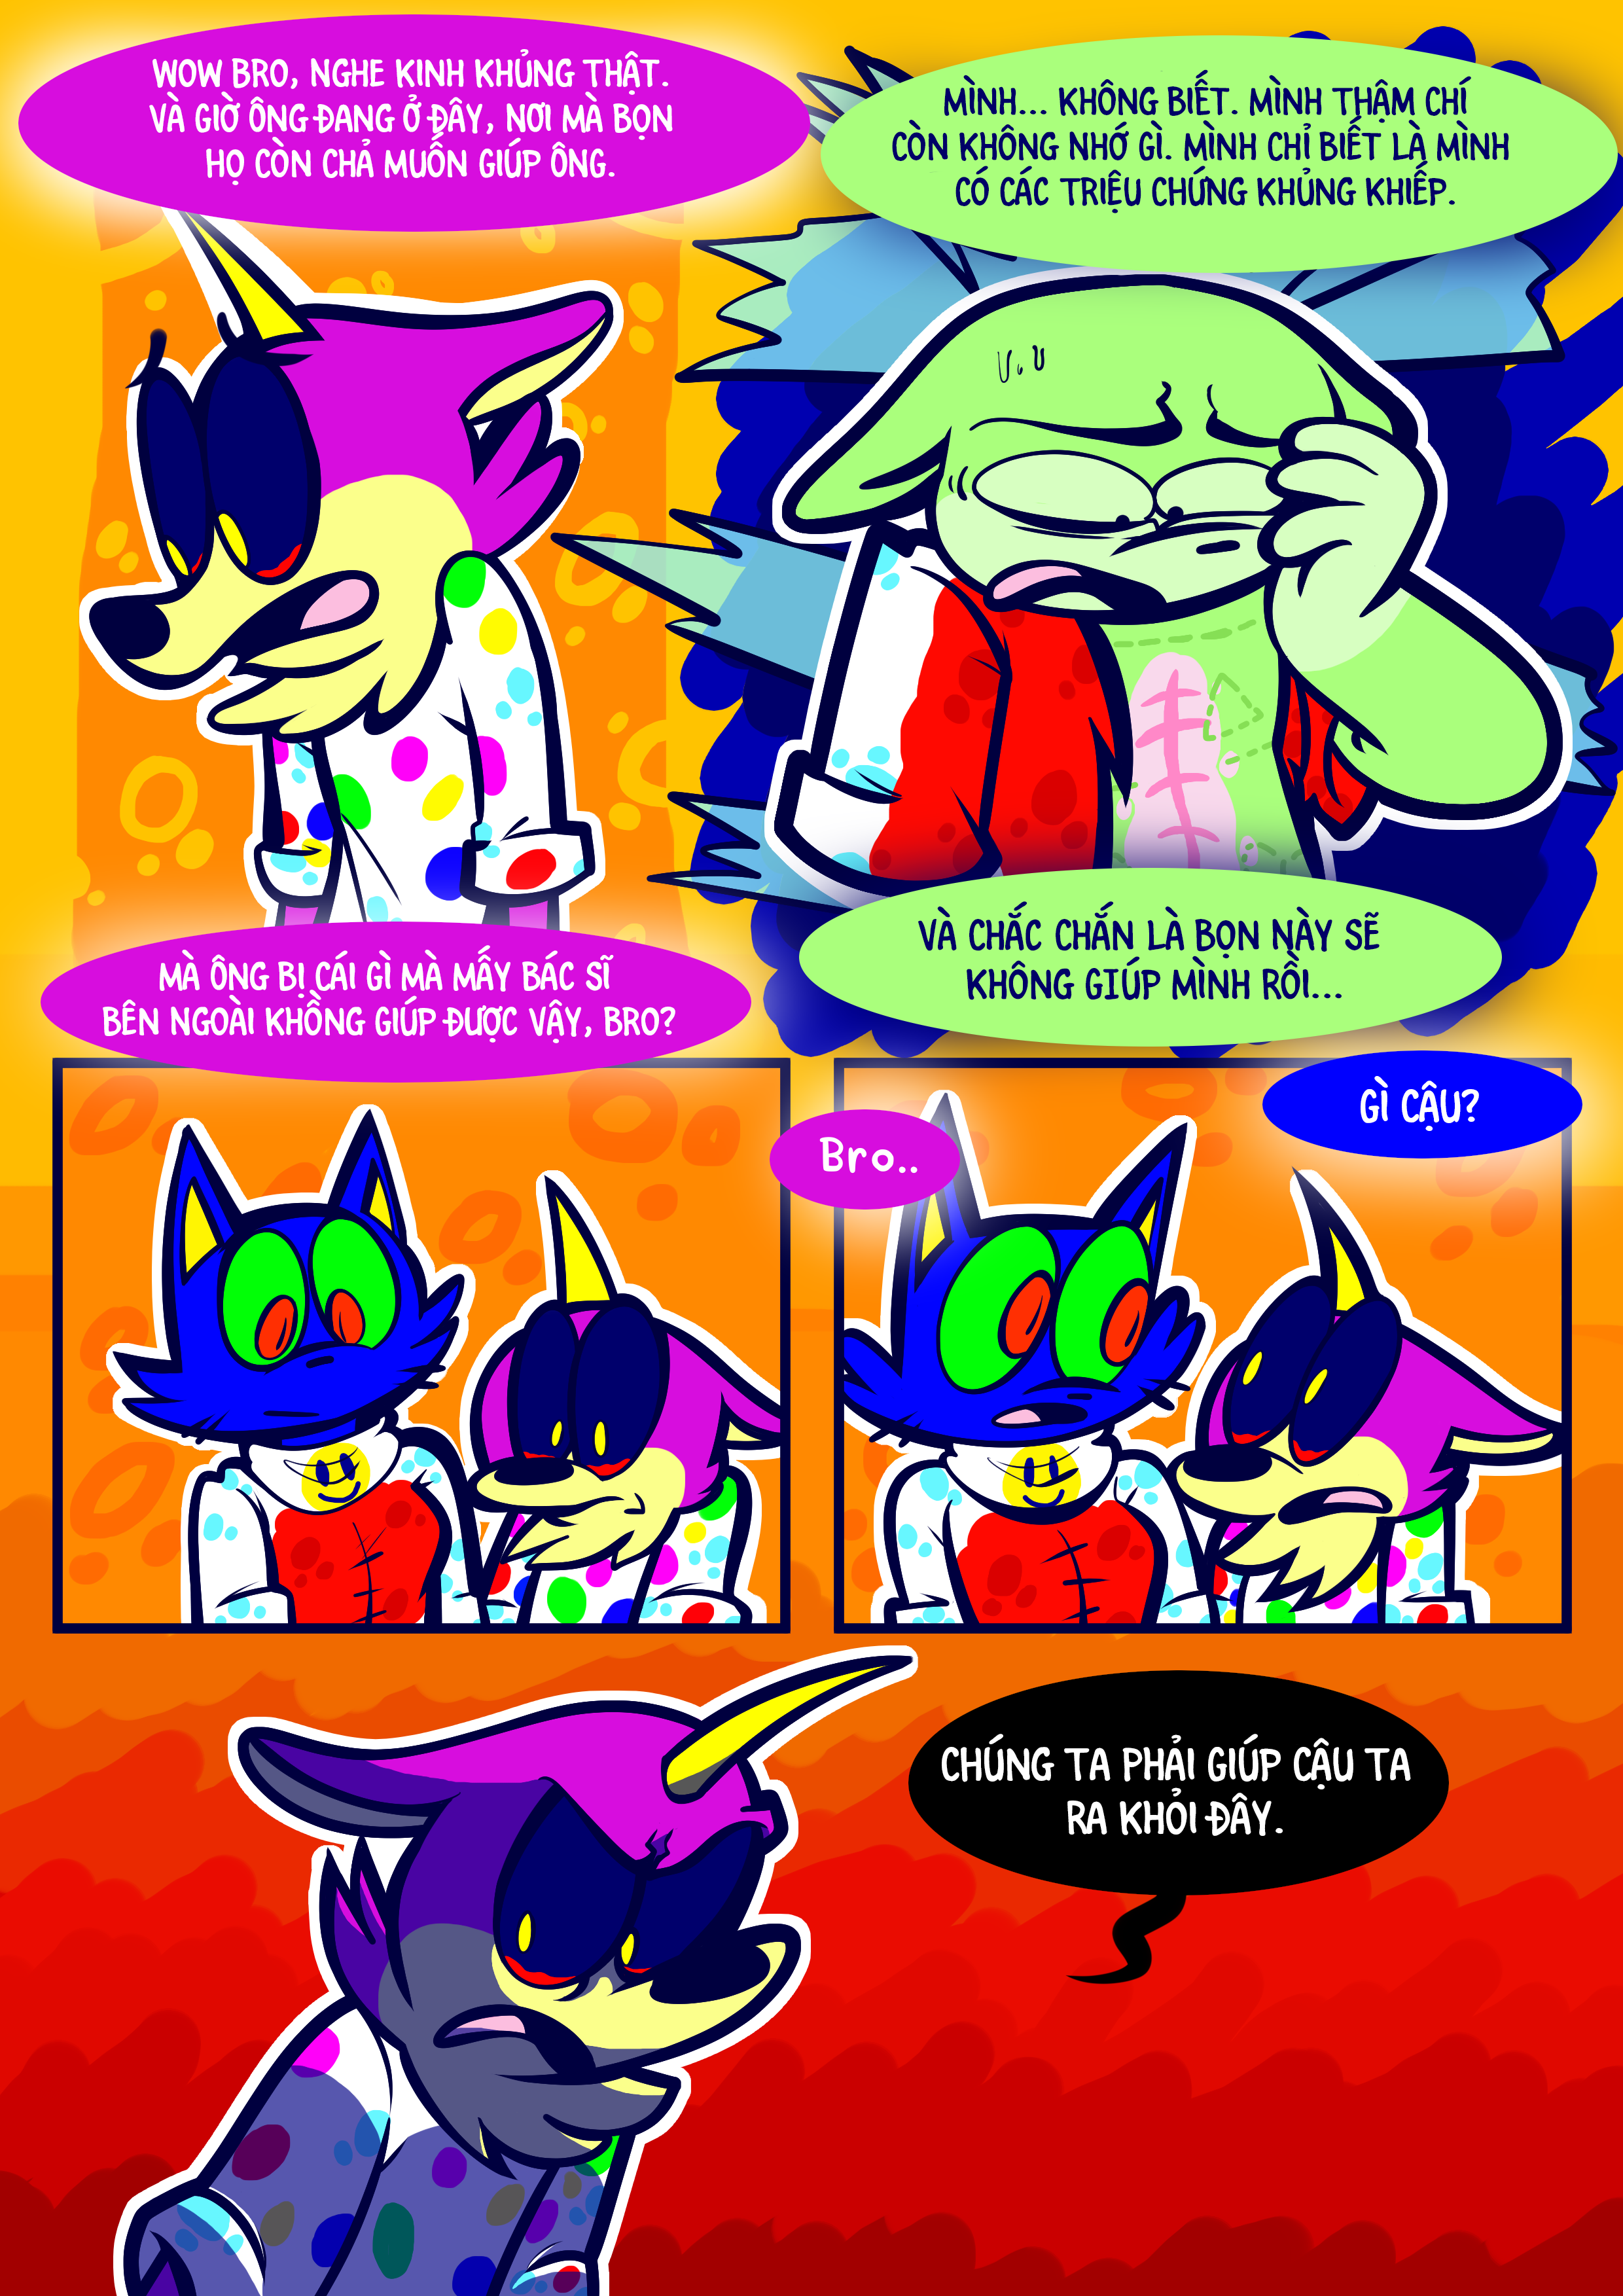 WOW BRO, NGHE KINH KHỦNG THẬT.
VÀ GIỜ ÔNG ĐANG Ở ĐÂY, NƠI MÀ BỌN
HỌ CÒN CHẢ MUỐN GIÚP ÔNG.
MÀ ÔNG BỊ CÁI GÌ MÀ MẤY BÁC SĨ
BÊN NGOÀI KHÔNG GIÚP ĐƯỢC VẬY, BRO?
MÌNH... KHÔNG BIẾT. MÌNH THẬM CHÍ
CÒN KHÔNG NHỚ GÌ. MÌNH CHỈ BIẾT LÀ MÌNH
CÓ CÁC TRIỆU CHỨNG KHỦNG KHIẾP.
VÀ CHẮC CHẮN LÀ BỌN NÀY SẼ
KHÔNG GIÚP MÌNH RỒI...
Bro..
GÌ CẬU?
CHÚNG TA PHẢI GIÚP CẬU TA
RA KHỎI ĐÂY.